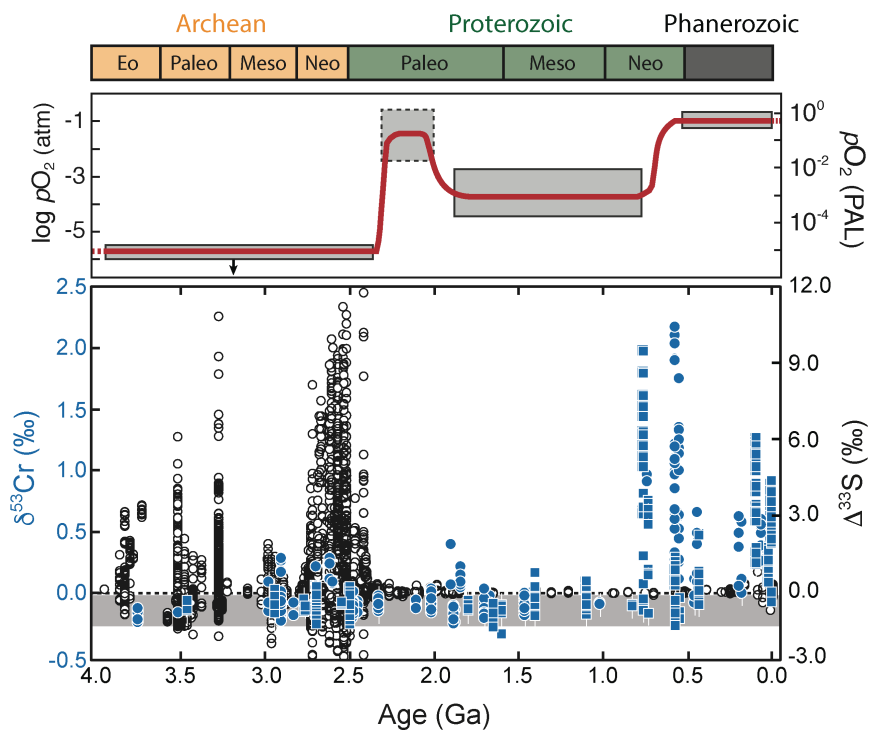 Archean Proterozoic Phanerozoic
Eo Paleo Meso Neo Paleo Meso Neo
log pO₂ (atm)
-1
-3
-5
pO₂ (PAL)
10⁰
10⁻²
10⁻⁴
δ⁵³Cr (‰)
2.5
2.0
1.5
1.0
0.5
0.0
-0.5
Δ³³S (‰)
12.0
9.0
6.0
3.0
0.0
-3.0
4.0 3.5 3.0 2.5 2.0 1.5 1.0 0.5 0.0
Age (Ga)